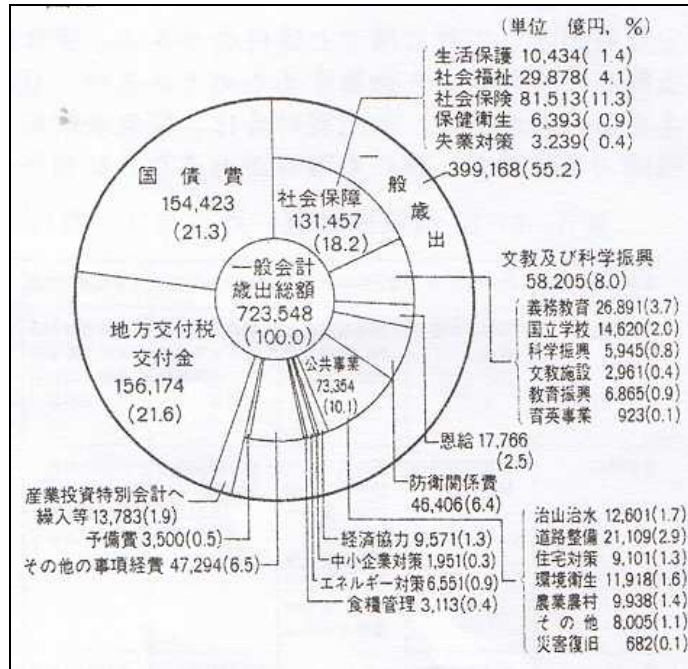 (単位 億円, %)
生活保護 10,434( 1.4)
社会福祉 29,878( 4.1)
社会保険 81,513(11.3)
保健衛生 6,393( 0.9)
失業対策 3.239( 0.4)
一般歳出
399,168(55.2)
国債費
154,423
(21.3)
社会保障
131,457
(18.2)
文教及び科学振興
58,205(8.0)
義務教育 26,891(3.7)
国立学校 14,620(2.0)
科学振興 5,945(0.8)
文教施設 2,961(0.4)
教育振興 6,865(0.9)
育英事業 923(0.1)
一般会計
歳出総額
723,548
(100.0)
地方交付税
交付金
156,174
(21.6)
公共事業
73,354
(10.1)
恩給 17,766
(2.5)
防衛関係費
46,406(6.4)
産業投資特別会計へ
繰入等 13,783(1.9)
予備費 3,500(0.5)
その他の事項経費 47,294(6.5)
経済協力 9,571(1.3)
中小企業対策 1,951(0.3)
エネルギー対策 6,551(0.9)
食糧管理 3,113(0.4)
治山治水 12,601(1.7)
道路整備 21,109(2.9)
住宅対策 9,101(1.3)
環境衛生 11,918(1.6)
農業農村 9,938(1.4)
その他 8,005(1.1)
災害復旧 682(0.1)